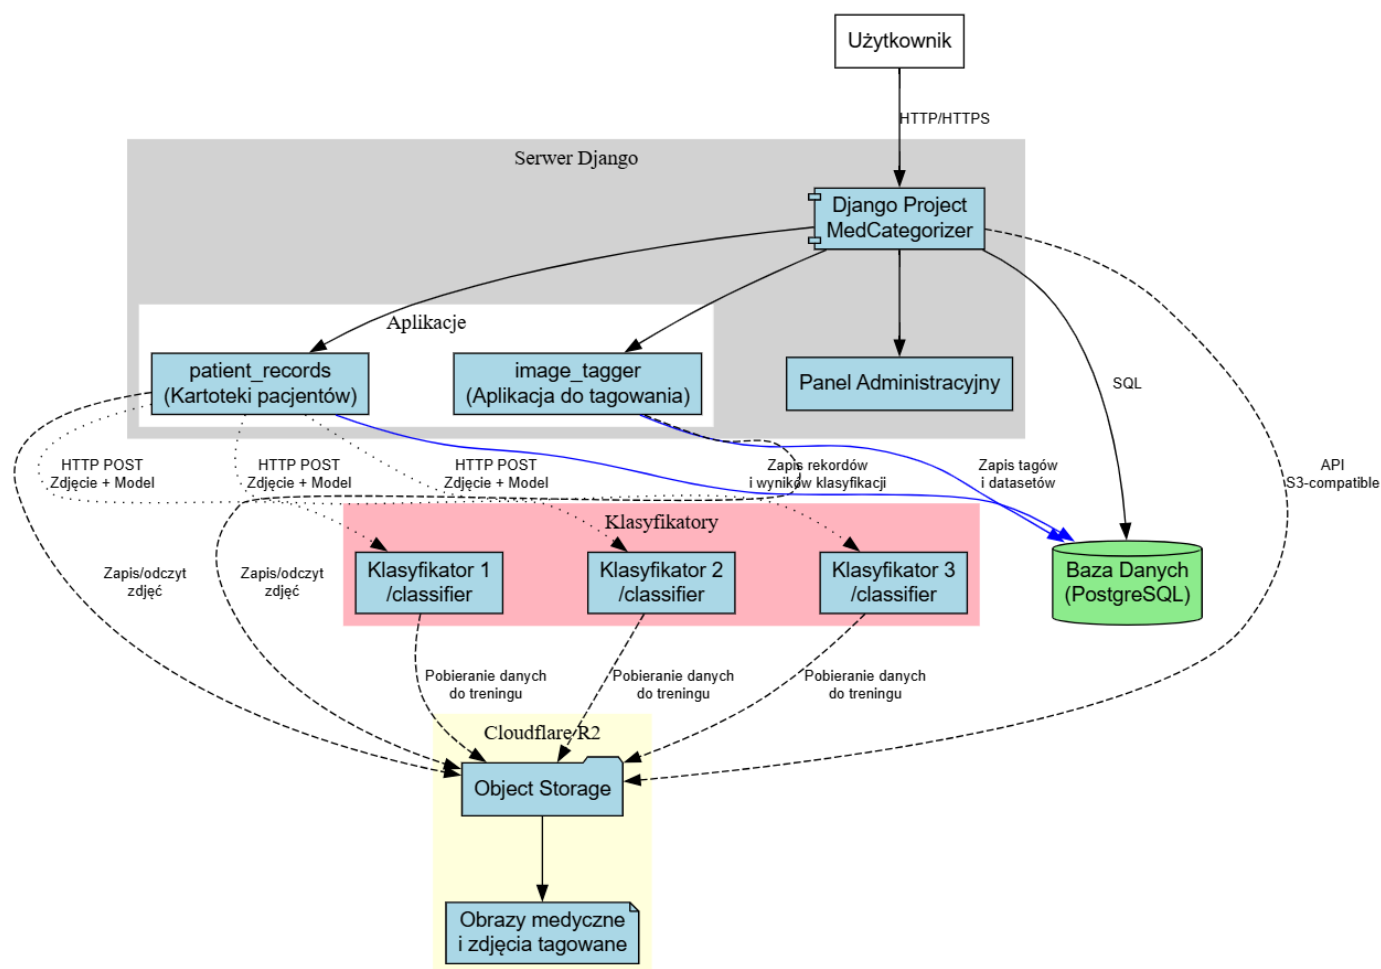 Użytkownik
HTTP/HTTPS
Serwer Django
Django Project
MedCategorizer
Aplikacje
patient_records
(Kartoteki pacjentów)
image_tagger
(Aplikacja do tagowania)
Panel Administracyjny
SQL
HTTP POST
Zdjęcie + Model
HTTP POST
Zdjęcie + Model
HTTP POST
Zdjęcie + Model
Zapis rekordów
i wyników klasyfikacji
Zapis tagów
i datasetów
API
S3-compatible
Klasyfikatory
Klasyfikator 1
/classifier
Klasyfikator 2
/classifier
Klasyfikator 3
/classifier
Baza Danych
(PostgreSQL)
Zapis/odczyt
zdjęć
Zapis/odczyt
zdjęć
Pobieranie danych
do treningu
Pobieranie danych
do treningu
Pobieranie danych
do treningu
Cloudflare R2
Object Storage
Obrazy medyczne
i zdjęcia tagowane